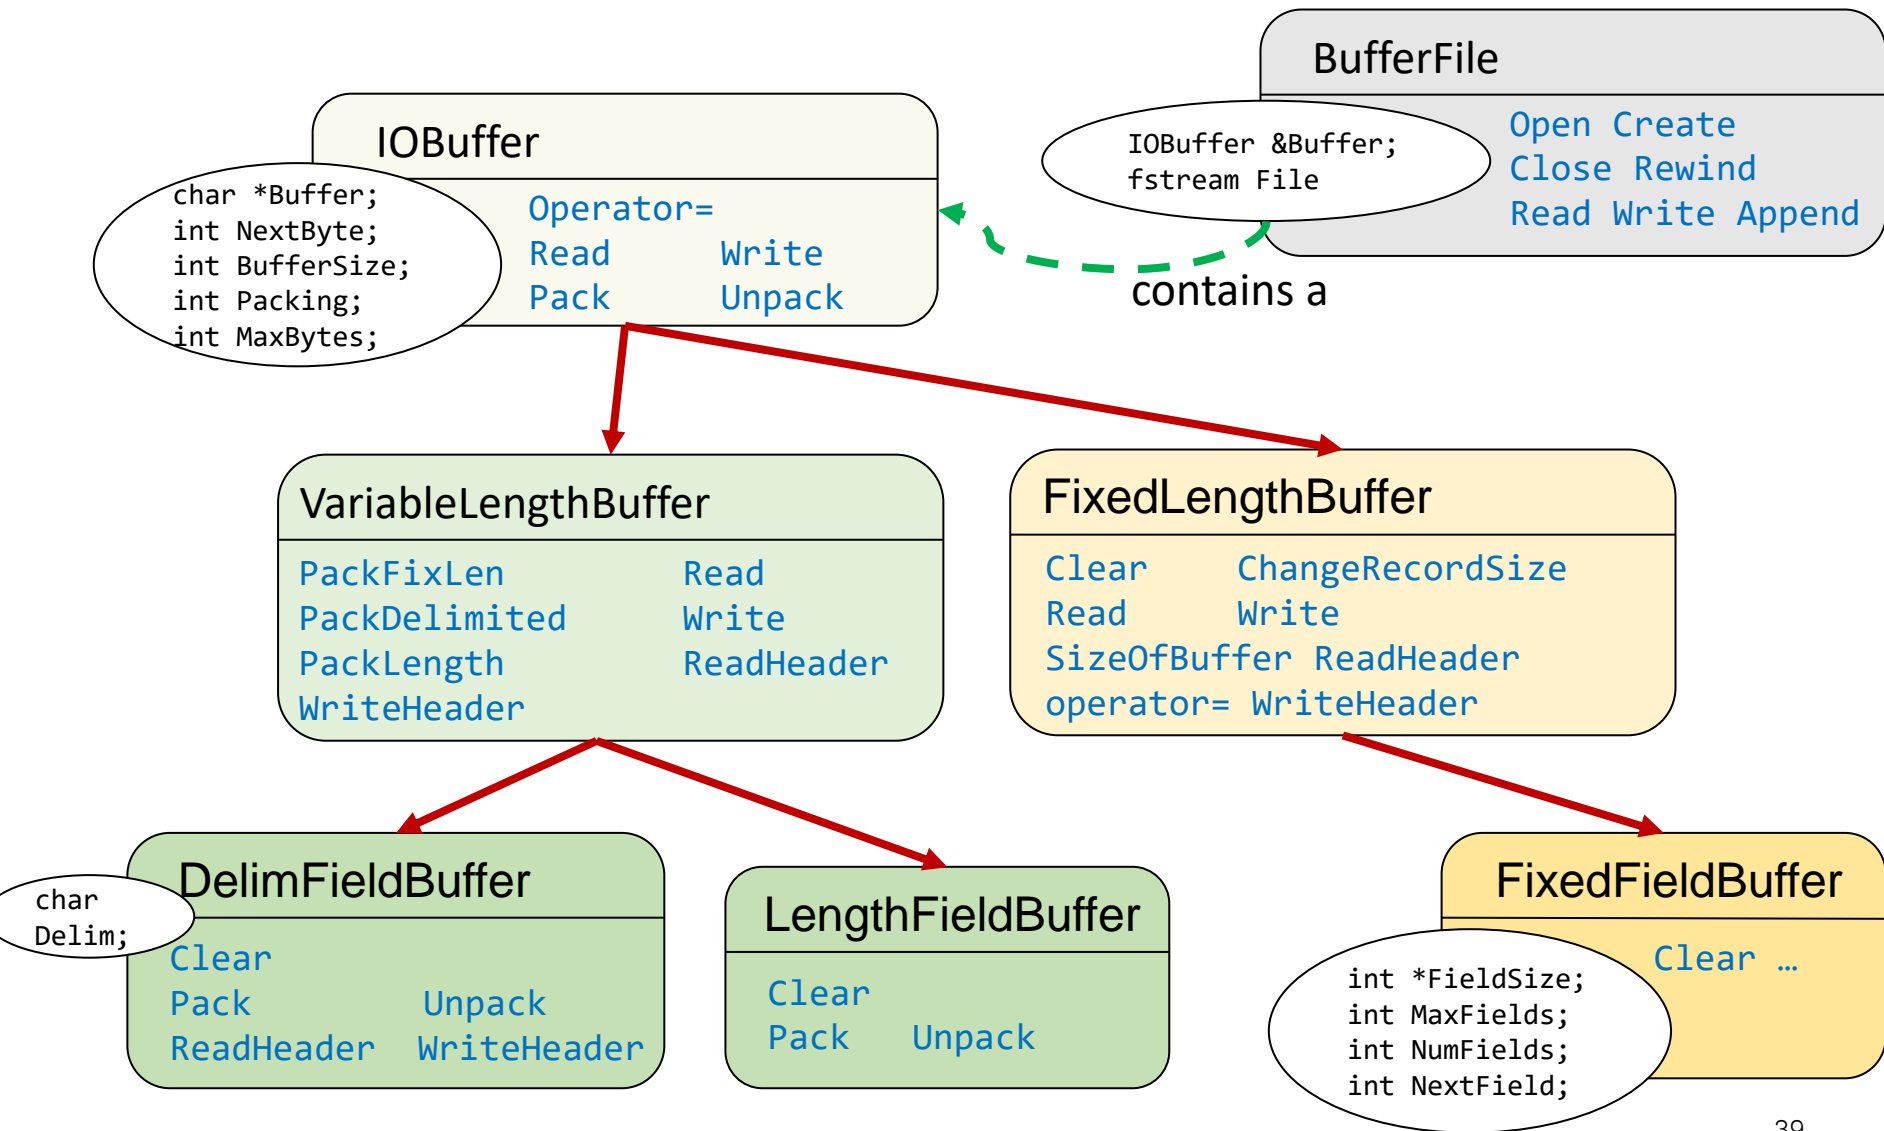 BufferFile
IOBuffer &Buffer;
fstream File
Open Create
Close Rewind
Read Write Append
IOBuffer
char *Buffer;
int NextByte;
int BufferSize;
int Packing;
int MaxBytes;
Operator=
Read Write
Pack Unpack
contains a
VariableLengthBuffer
PackFixLen Read
PackDelimited Write
PackLength ReadHeader
WriteHeader
FixedLengthBuffer
Clear ChangeRecordSize
Read Write
SizeOfBuffer ReadHeader
operator= WriteHeader
DelimFieldBuffer
char
Delim;
Clear
Pack Unpack
ReadHeader WriteHeader
LengthFieldBuffer
Clear
Pack Unpack
FixedFieldBuffer
int *FieldSize;
int MaxFields;
int NumFields;
int NextField;
Clear …
39